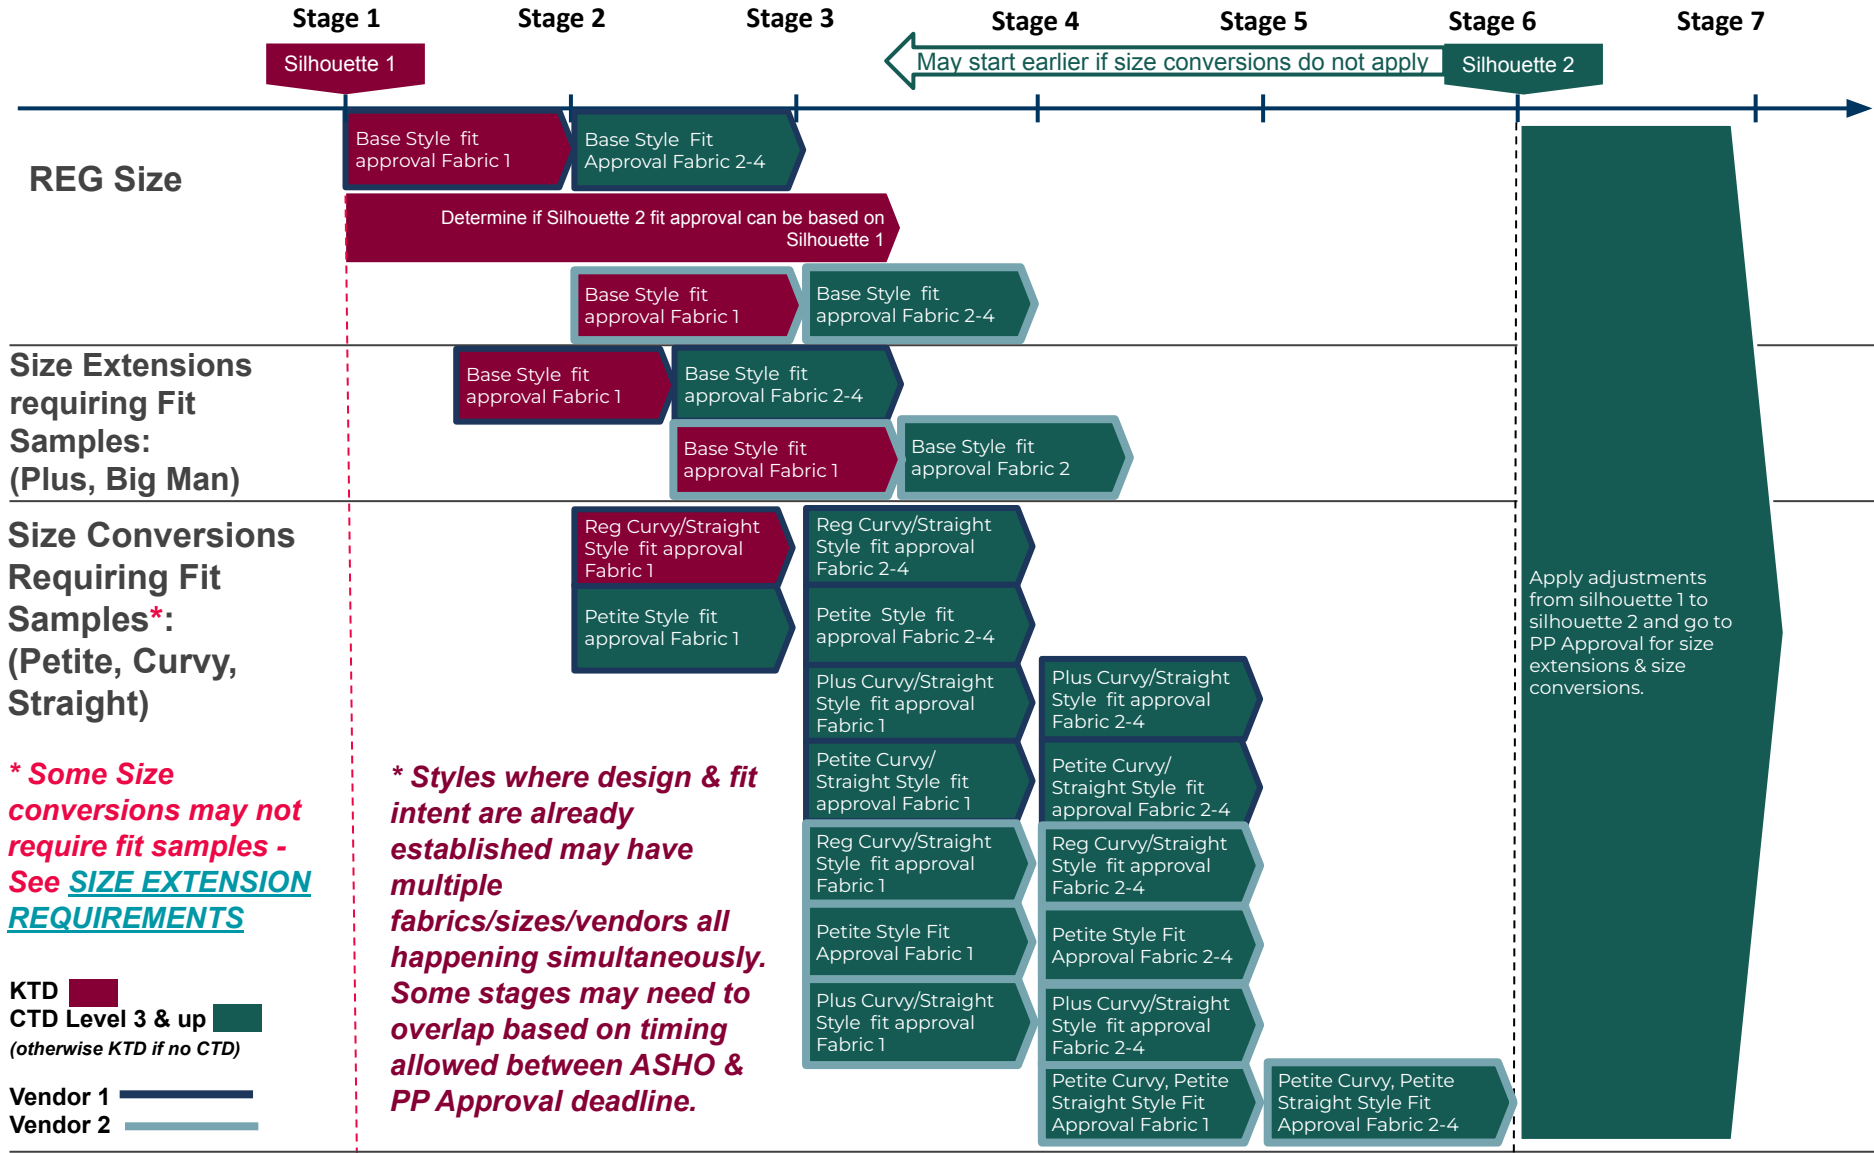 Stage 1
Stage 2
Stage 3
Stage 4
Stage 5
Stage 6
Stage 7
Silhouette 1
May start earlier if size conversions do not apply
Silhouette 2
REG Size
Base Style fit
approval Fabric 1
Base Style Fit
Approval Fabric 2-4
Determine if Silhouette 2 fit approval can be based on
Silhouette 1
Base Style fit
approval Fabric 1
Base Style fit
approval Fabric 2-4
Size Extensions
requiring Fit
Samples:
(Plus, Big Man)
Base Style fit
approval Fabric 1
Base Style fit
approval Fabric 2-4
Base Style fit
approval Fabric 1
Base Style fit
approval Fabric 2
Size Conversions
Requiring Fit
Samples*:
(Petite, Curvy,
Straight)
Reg Curvy/Straight
Style fit approval
Fabric 1
Reg Curvy/Straight
Style fit approval
Fabric 2-4
Petite Style fit
approval Fabric 1
Petite Style fit
approval Fabric 2-4
Plus Curvy/Straight
Style fit approval
Fabric 1
Plus Curvy/Straight
Style fit approval
Fabric 2-4
Petite Curvy/
Straight Style fit
approval Fabric 1
Petite Curvy/
Straight Style fit
approval Fabric 2-4
Reg Curvy/Straight
Style fit approval
Fabric 1
Reg Curvy/Straight
Style fit approval
Fabric 2-4
Petite Style Fit
Approval Fabric 1
Petite Style Fit
Approval Fabric 2-4
Plus Curvy/Straight
Style fit approval
Fabric 1
Plus Curvy/Straight
Style fit approval
Fabric 2-4
Petite Curvy, Petite
Straight Style Fit
Approval Fabric 1
Petite Curvy, Petite
Straight Style Fit
Approval Fabric 2-4
Apply adjustments
from silhouette 1 to
silhouette 2 and go to
PP Approval for size
extensions & size
conversions.
* Some Size
conversions may not
require fit samples -
See SIZE EXTENSION
REQUIREMENTS
* Styles where design & fit
intent are already
established may have
multiple
fabrics/sizes/vendors all
happening simultaneously.
Some stages may need to
overlap based on timing
allowed between ASHO &
PP Approval deadline.
KTD
CTD Level 3 & up
(otherwise KTD if no CTD)
Vendor 1
Vendor 2